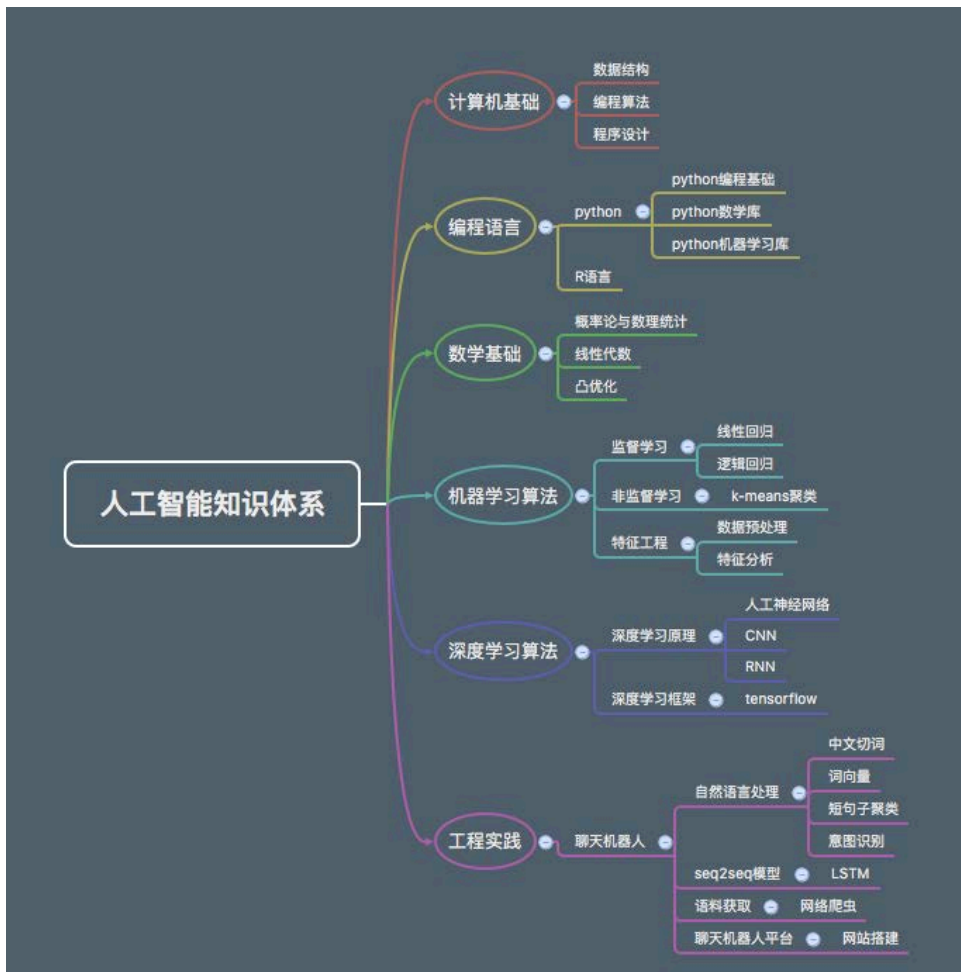 人工智能知识体系
计算机基础
数据结构
编程算法
程序设计
编程语言
python
python编程基础
python数学库
python机器学习库
R语言
数学基础
概率论与数理统计
线性代数
凸优化
机器学习算法
监督学习
线性回归
逻辑回归
非监督学习
k-means聚类
特征工程
数据预处理
特征分析
深度学习算法
深度学习原理
人工神经网络
CNN
RNN
深度学习框架
tensorflow
工程实践
聊天机器人
自然语言处理
中文切词
词向量
短句子聚类
意图识别
seq2seq模型
LSTM
语料获取
网络爬虫
聊天机器人平台
网站搭建